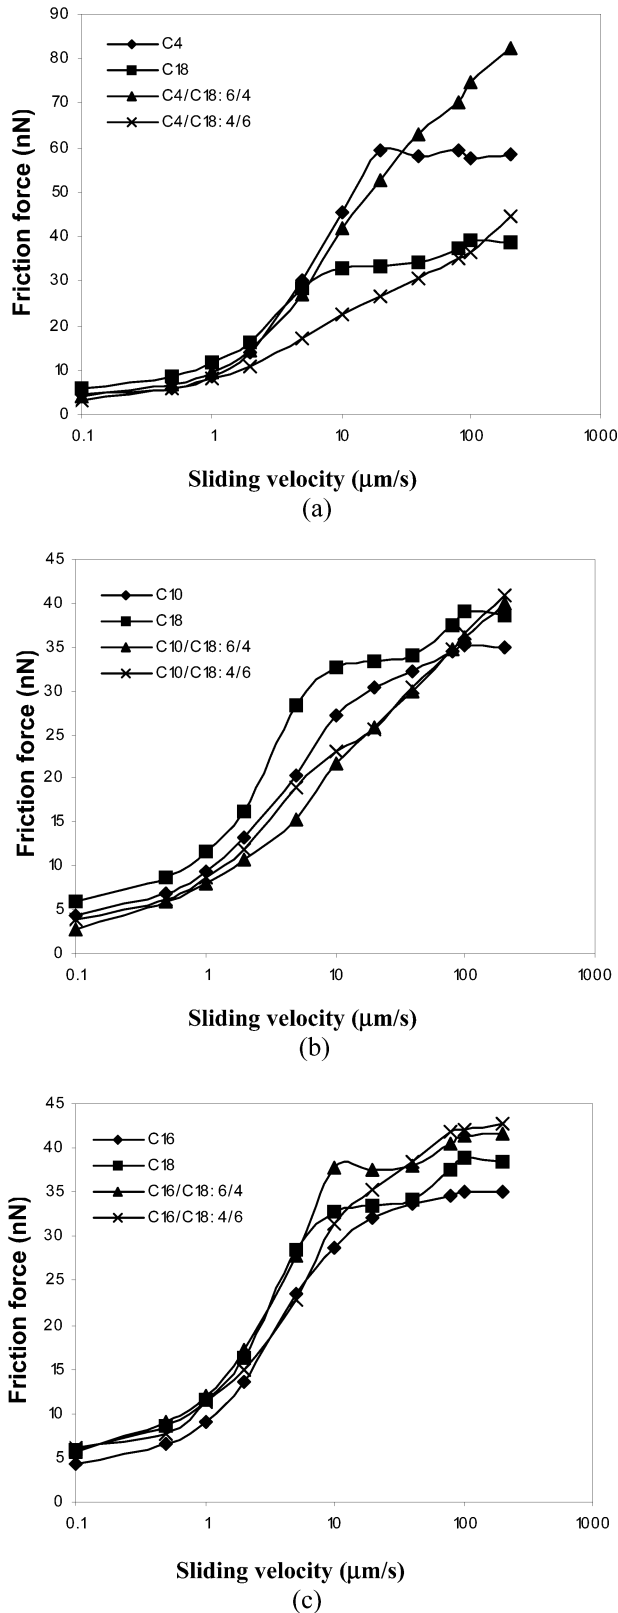 90
80
70
60
50
40
30
20
10
0
Friction force (nN)
C4
C18
C4/C18: 6/4
C4/C18: 4/6
0.1 1 10 100 1000
Sliding velocity (μm/s)
(a)
45
40
35
30
25
20
15
10
5
0
Friction force (nN)
C10
C18
C10/C18: 6/4
C10/C18: 4/6
0.1 1 10 100 1000
Sliding velocity (μm/s)
(b)
45
40
35
30
25
20
15
10
5
0
Friction force (nN)
C16
C18
C16/C18: 6/4
C16/C18: 4/6
0.1 1 10 100 1000
Sliding velocity (μm/s)
(c)